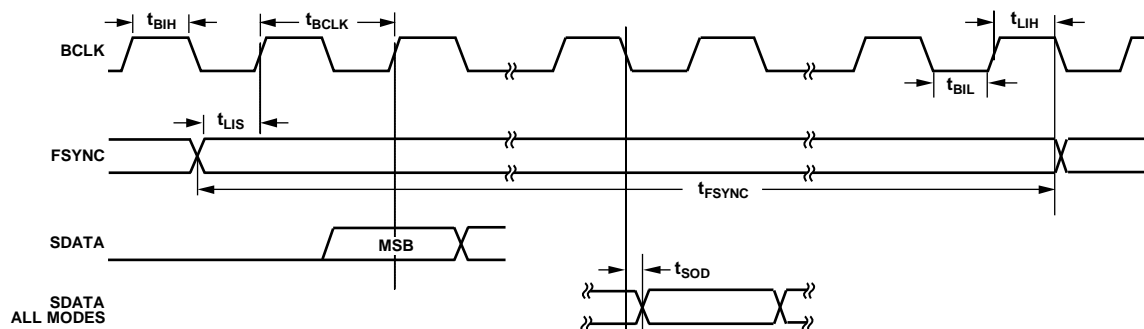 tBIH
tBCLK
tLIH
BCLK
tBIL
tLIS
FSYNC
tFSYNC
SDATA
MSB
tSOD
SDATA
ALL MODES